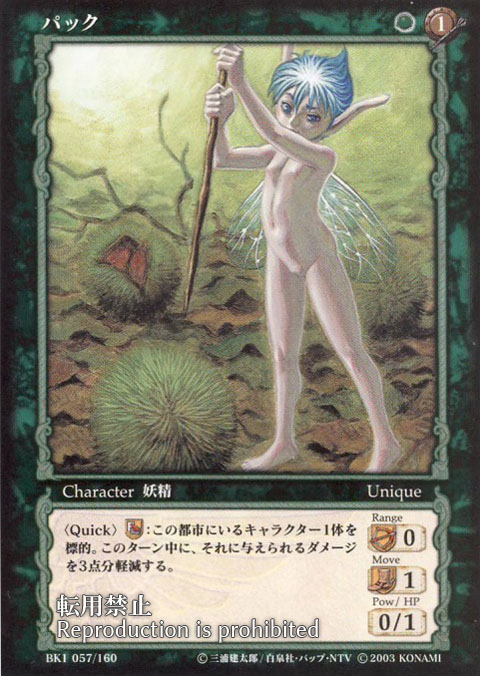 パック
1
Character 妖精 Unique
〈Quick〉 :この都市にいるキャラクター1体を
標的。このターン中に、それに与えられるダメージ
を3点分軽減する。
Range
0
Move
1
Pow/ HP
0/1
転用禁止
Reproduction is prohibited
BK1 057/160 ©三浦建太郎/白泉社・バップ・NTV ©2003 KONAMI